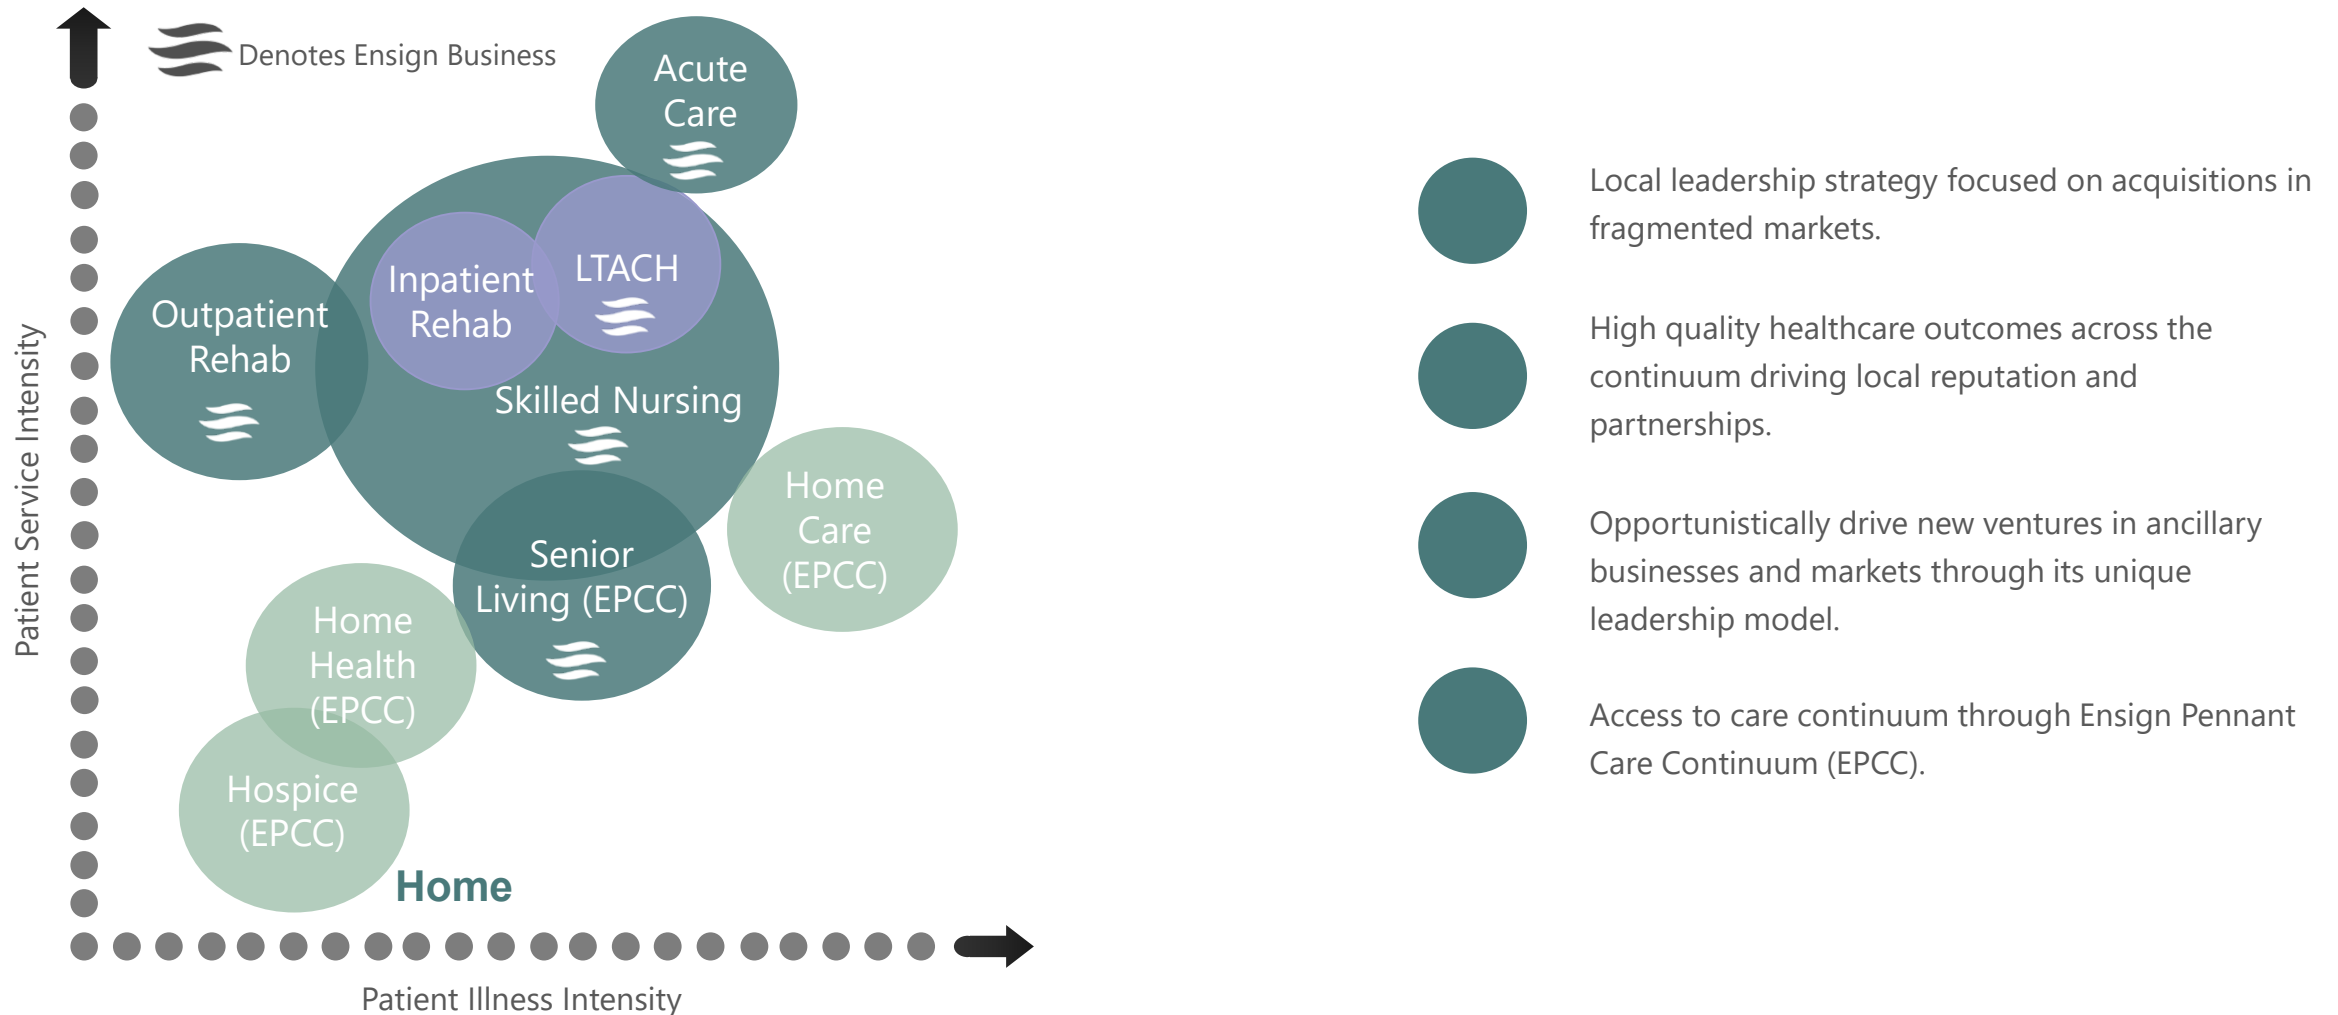 Denotes Ensign Business
Acute
Care
Inpatient
Rehab
LTACH
Outpatient
Rehab
Skilled Nursing
Home
Care
(EPCC)
Senior
Living (EPCC)
Home
Health
(EPCC)
Hospice
(EPCC)
Home
Patient Service Intensity
Patient Illness Intensity
Local leadership strategy focused on acquisitions in
fragmented markets.
High quality healthcare outcomes across the
continuum driving local reputation and
partnerships.
Opportunistically drive new ventures in ancillary
businesses and markets through its unique
leadership model.
Access to care continuum through Ensign Pennant
Care Continuum (EPCC).